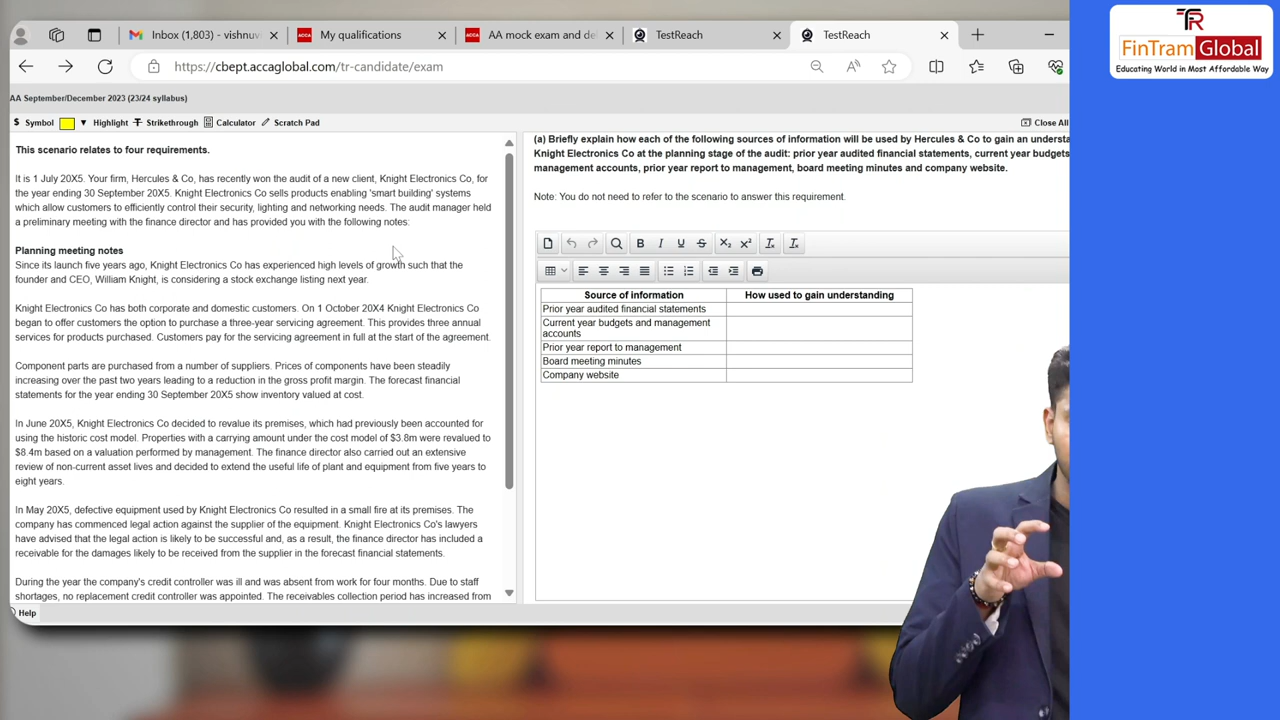 Inbox (1,803) - vishnuv
My qualifications
AA mock exam and de
TestReach
TestReach
https://cbept.accaglobal.com/tr-candidate/exam
AA September/December 2023 (23/24 syllabus)
$ Symbol
Highlight
Strikethrough
Calculator
Scratch Pad
Close All
This scenario relates to four requirements.
It is 1 July 20X5. Your firm, Hercules & Co, has recently won the audit of a new client, Knight Electronics Co, for
the year ending 30 September 20X5. Knight Electronics Co sells products enabling 'smart building' systems
which allow customers to efficiently control their security, lighting and networking needs. The audit manager held
a preliminary meeting with the finance director and has provided you with the following notes:
Planning meeting notes
Since its launch five years ago, Knight Electronics Co has experienced high levels of growth such that the
founder and CEO, William Knight, is considering a stock exchange listing next year.
Knight Electronics Co has both corporate and domestic customers. On 1 October 20X4 Knight Electronics Co
began to offer customers the option to purchase a three-year servicing agreement. This provides three annual
services for products purchased. Customers pay for the servicing agreement in full at the start of the agreement.
Component parts are purchased from a number of suppliers. Prices of components have been steadily
increasing over the past two years leading to a reduction in the gross profit margin. The forecast financial
statements for the year ending 30 September 20X5 show inventory valued at cost.
In June 20X5, Knight Electronics Co decided to revalue its premises, which had previously been accounted for
using the historic cost model. Properties with a carrying amount under the cost model of $3.8m were revalued to
$8.4m based on a valuation performed by management. The finance director also carried out an extensive
review of non-current asset lives and decided to extend the useful life of plant and equipment from five years to
eight years.
In May 20X5, defective equipment used by Knight Electronics Co resulted in a small fire at its premises. The
company has commenced legal action against the supplier of the equipment. Knight Electronics Co's lawyers
have advised that the legal action is likely to be successful and, as a result, the finance director has included a
receivable for the damages likely to be received from the supplier in the forecast financial statements.
During the year the company's credit controller was ill and was absent from work for four months. Due to staff
shortages, no replacement credit controller was appointed. The receivables collection period has increased from
Help
(a) Briefly explain how each of the following sources of information will be used by Hercules & Co to gain an understa
Knight Electronics Co at the planning stage of the audit: prior year audited financial statements, current year budgets
management accounts, prior year report to management, board meeting minutes and company website.
Note: You do not need to refer to the scenario to answer this requirement.
B I U S X₂ X² Tx Tx
Source of information How used to gain understanding
Prior year audited financial statements
Current year budgets and management
accounts
Prior year report to management
Board meeting minutes
Company website
FinTram Global
Educating World in Most Affordable Way